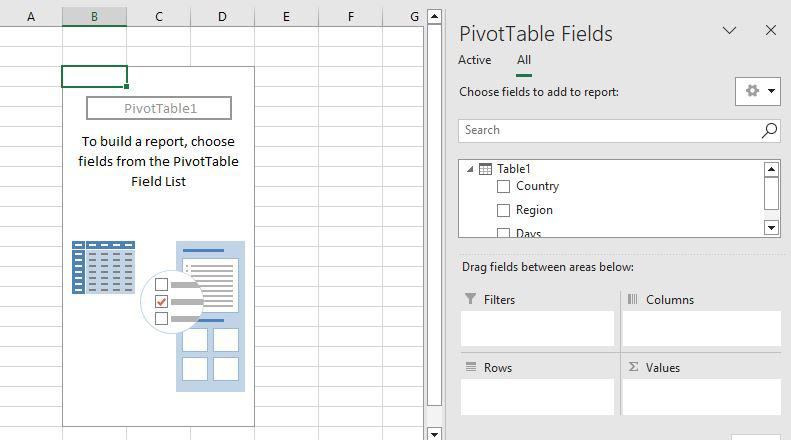 A B C D E F G
PivotTable1
To build a report, choose
fields from the PivotTable
Field List
PivotTable Fields
Active All
Choose fields to add to report:
Search
Table1
Country
Region
Days
Drag fields between areas below:
Filters
Columns
Rows
Σ Values